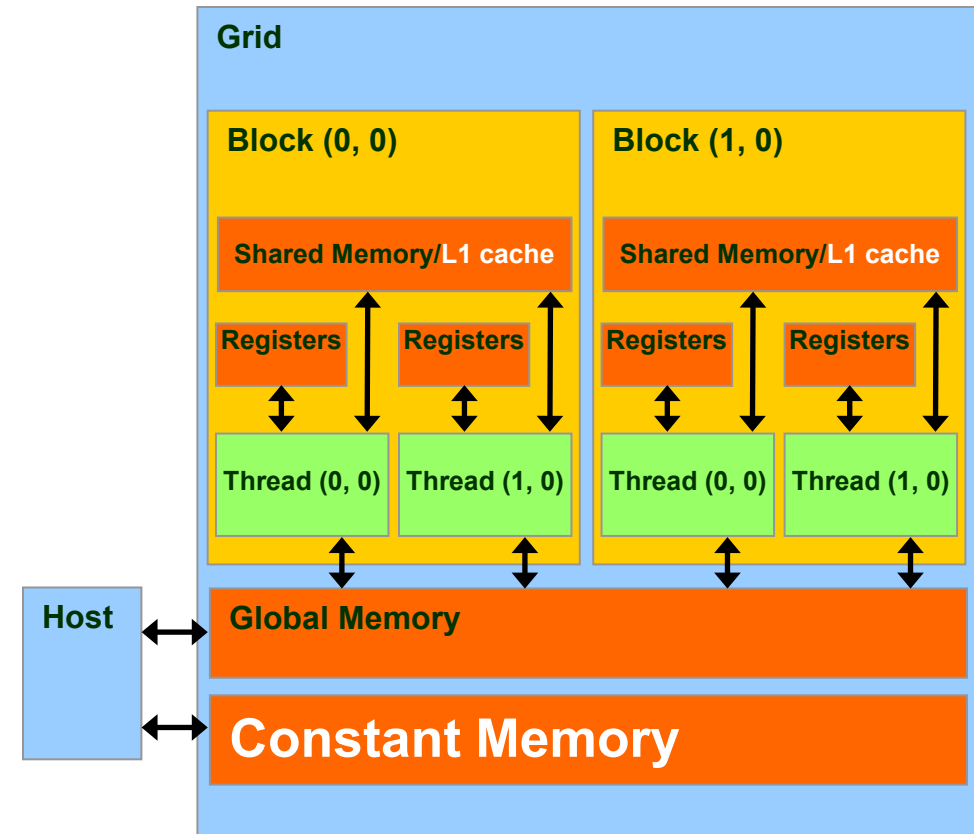 Grid
Block (0, 0)
Block (1, 0)
Shared Memory/L1 cache
Shared Memory/L1 cache
Registers
Registers
Registers
Registers
Thread (0, 0)
Thread (1, 0)
Thread (0, 0)
Thread (1, 0)
Host
Global Memory
Constant Memory